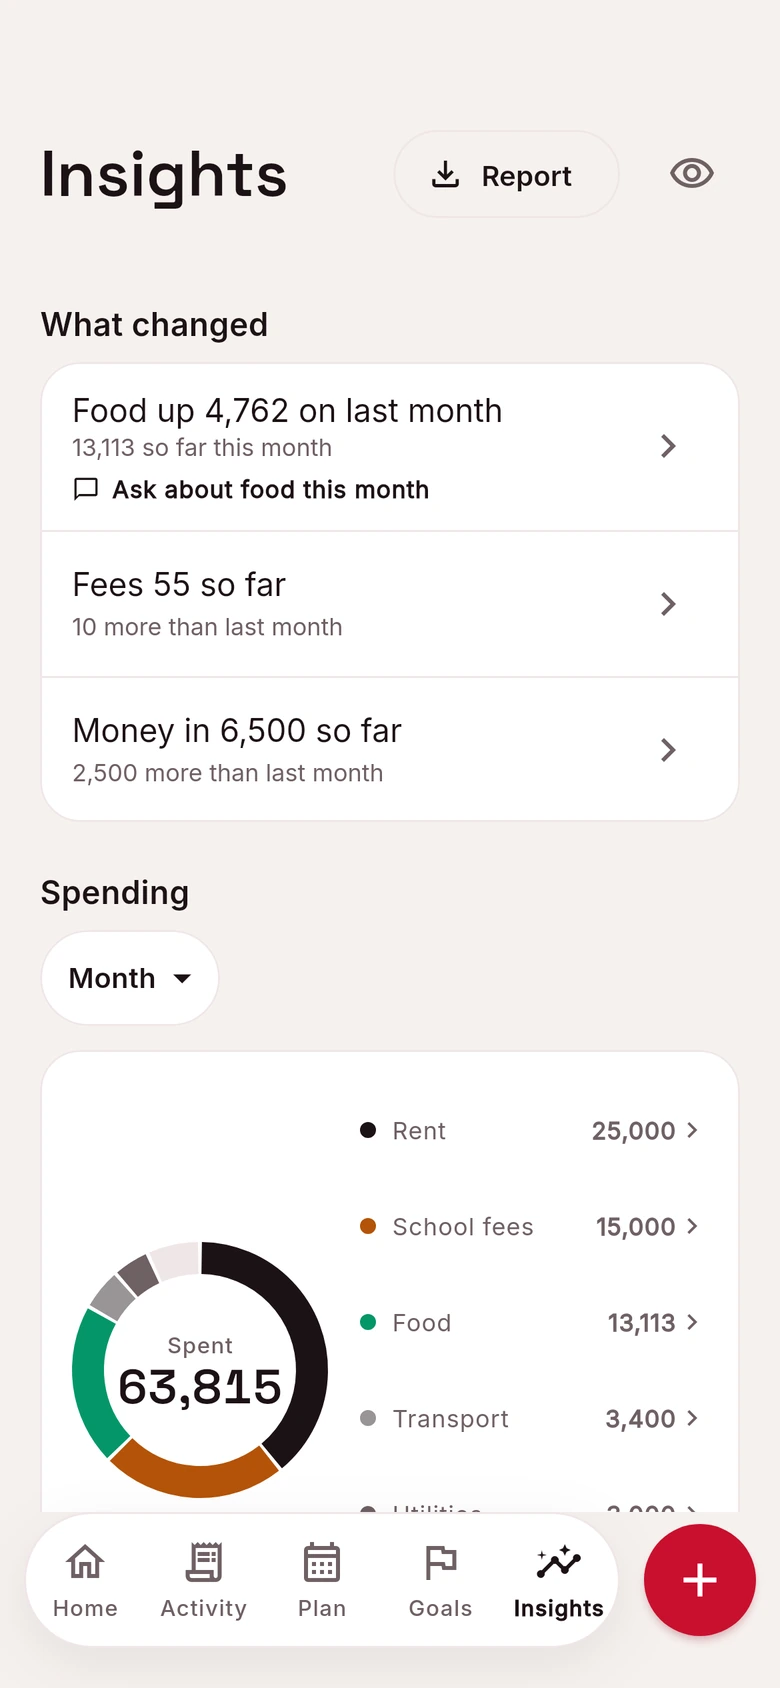 Insights
Report
What changed
Food up 4,762 on last month
13,113 so far this month
Ask about food this month
Fees 55 so far
10 more than last month
Money in 6,500 so far
2,500 more than last month
Spending
Month
Rent 25,000
School fees 15,000
Food 13,113
Spent
63,815
Transport 3,400
Home
Activity
Plan
Goals
Insights